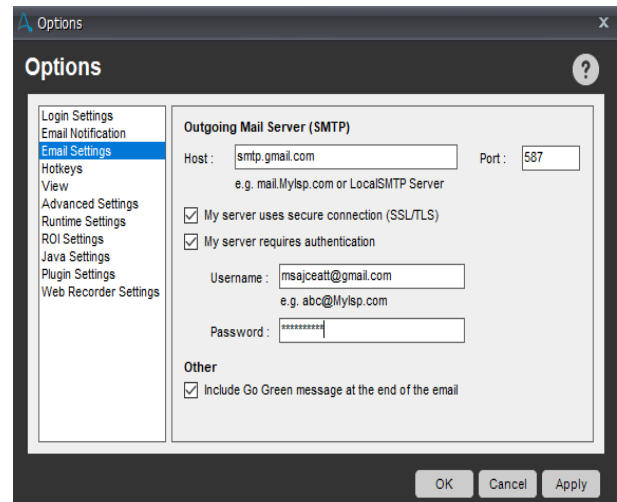 Options
x
Options
?
Login Settings
Email Notification
Email Settings
Hotkeys
View
Advanced Settings
Runtime Settings
ROI Settings
Java Settings
Plugin Settings
Web Recorder Settings
Outgoing Mail Server (SMTP)
Host : smtp.gmail.com Port : 587
e.g. mail.MyIsp.com or LocalSMTP Server
My server uses secure connection (SSL/TLS)
My server requires authentication
Username : msajceatt@gmail.com
e.g. abc@MyIsp.com
Password : **********
Other
Include Go Green message at the end of the email
OK Cancel Apply